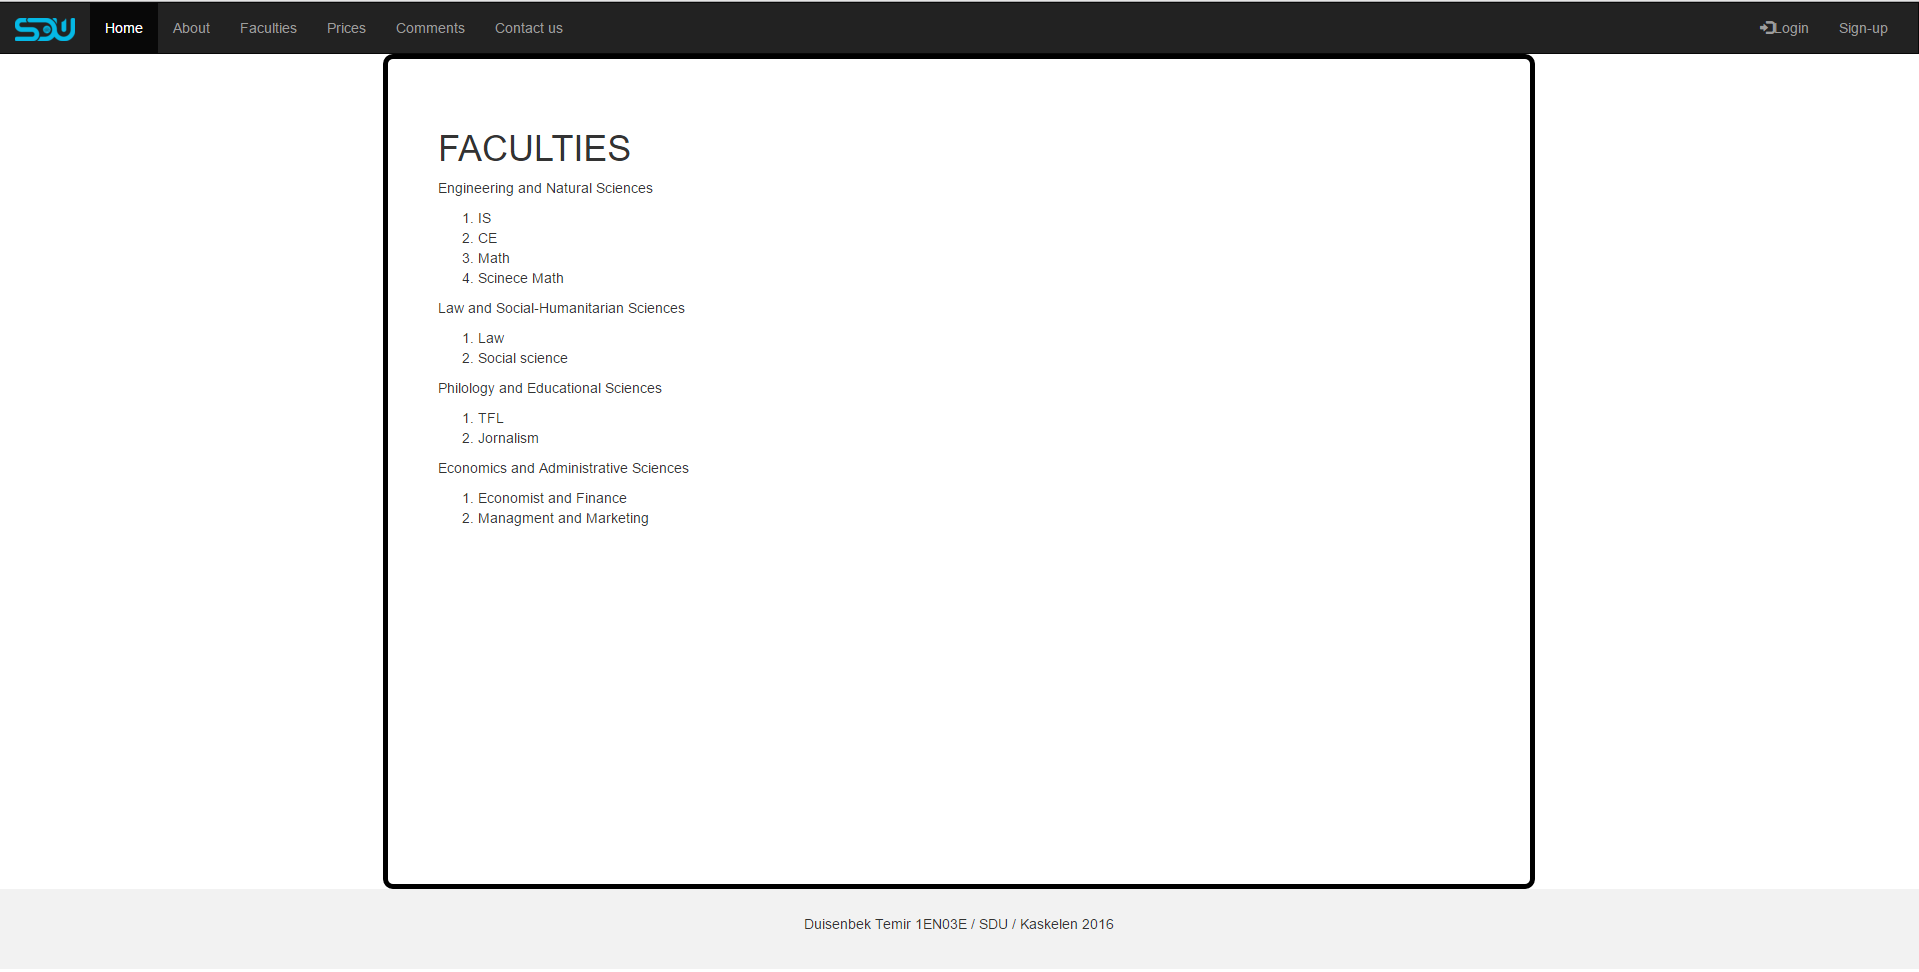 SDU Home About Faculties Prices Comments Contact us Login Sign-up
FACULTIES
Engineering and Natural Sciences
1. IS
2. CE
3. Math
4. Scinece Math
Law and Social-Humanitarian Sciences
1. Law
2. Social science
Philology and Educational Sciences
1. TFL
2. Jornalism
Economics and Administrative Sciences
1. Economist and Finance
2. Managment and Marketing
Duisenbek Temir 1EN03E / SDU / Kaskelen 2016